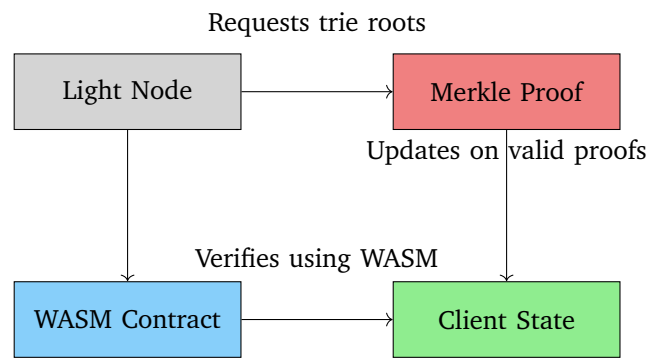 Requests trie roots
Light Node
Merkle Proof
Updates on valid proofs
Verifies using WASM
WASM Contract
Client State